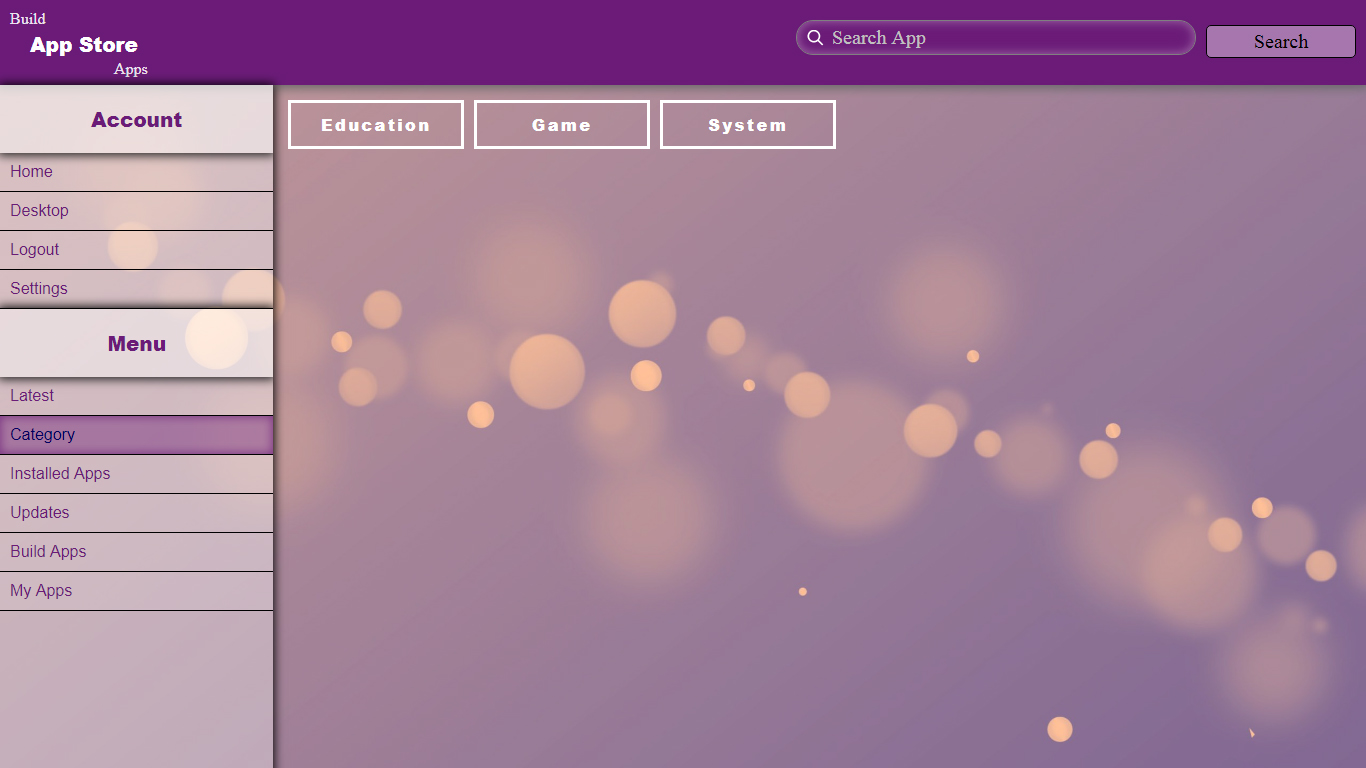 Build
App Store
Apps
Search App
Search
Account
Home
Desktop
Logout
Settings
Menu
Latest
Category
Installed Apps
Updates
Build Apps
My Apps
Education
Game
System